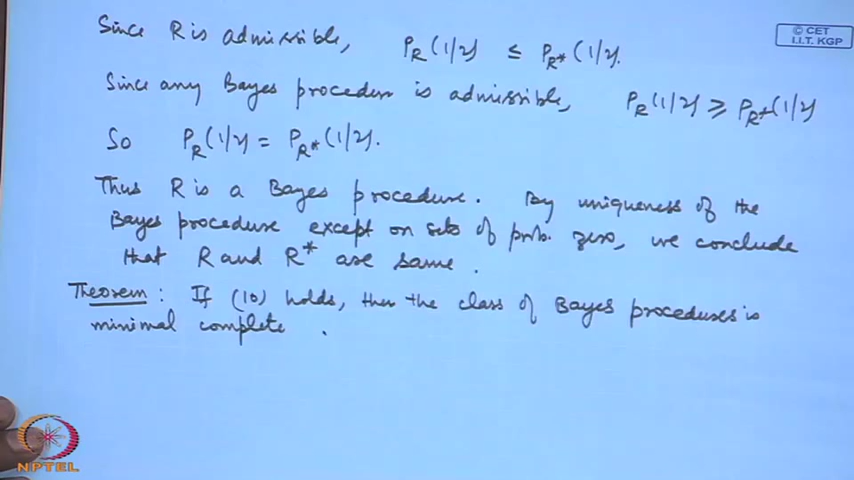 © CET
I.I.T. KGP
Since R is admissible, P_R(1/2) ≤ P_R*(1/2).
Since any Bayes procedure is admissible, P_R(1/2) ≥ P_R*(1/2)
So P_R(1/2) = P_R*(1/2).
Thus R is a Bayes procedure. By uniqueness of the
Bayes procedure except on sets of prob. zero, we conclude
that R and R* are same.
Theorem: If (10) holds, then the class of Bayes procedures is
minimal complete.
NPTEL